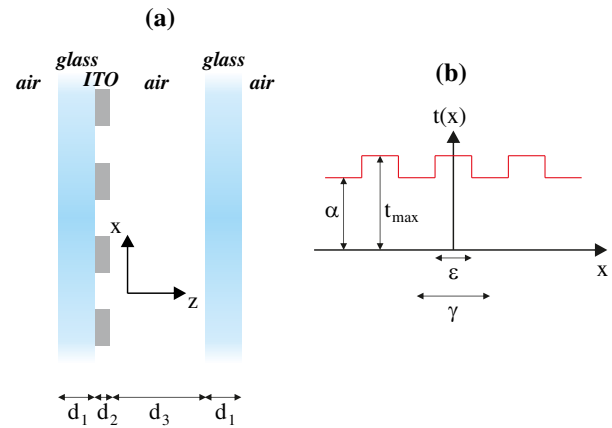 (a)
glass
glass
air
ITO
air
air
x
z
d1
d2
d3
d1
(b)
t(x)
α
tmax
x
ε
γ